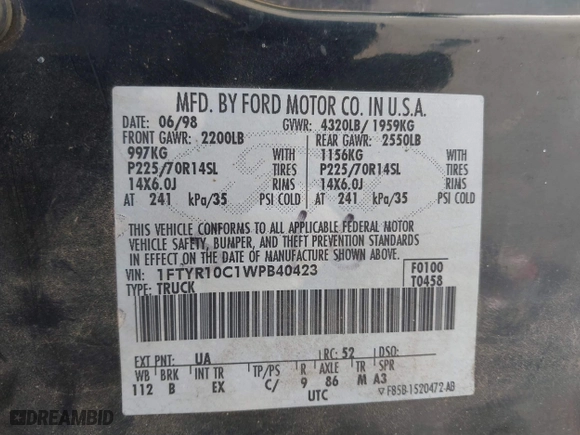 MFD. BY FORD MOTOR CO. IN U.S.A.
DATE: 06/98 GVWR: 4320LB/1959KG
FRONT GAWR: 2200LB REAR GAWR: 2550LB
997KG WITH 1156KG WITH
P225/70R14SL TIRES P225/70R14SL TIRES
14X6.0J RIMS 14X6.0J RIMS
AT 241 kPa/35 PSI COLD AT 241 kPa/35 PSI COLD
THIS VEHICLE CONFORMS TO ALL APPLICABLE FEDERAL MOTOR
VEHICLE SAFETY, BUMPER, AND THEFT PREVENTION STANDARDS
IN EFFECT ON THE DATE OF MANUFACTURE SHOWN ABOVE.
VIN: 1FTYR10C1WPB40423 F0100
TYPE: TRUCK T0458
EXT PNT: UA RC: 52 DSO:
WB BRK INT TR TP/PS R AXLE TR SPR
112 B EX C/ 9 86 M A3
UTC F85B-1520472-AB
DREAMBID